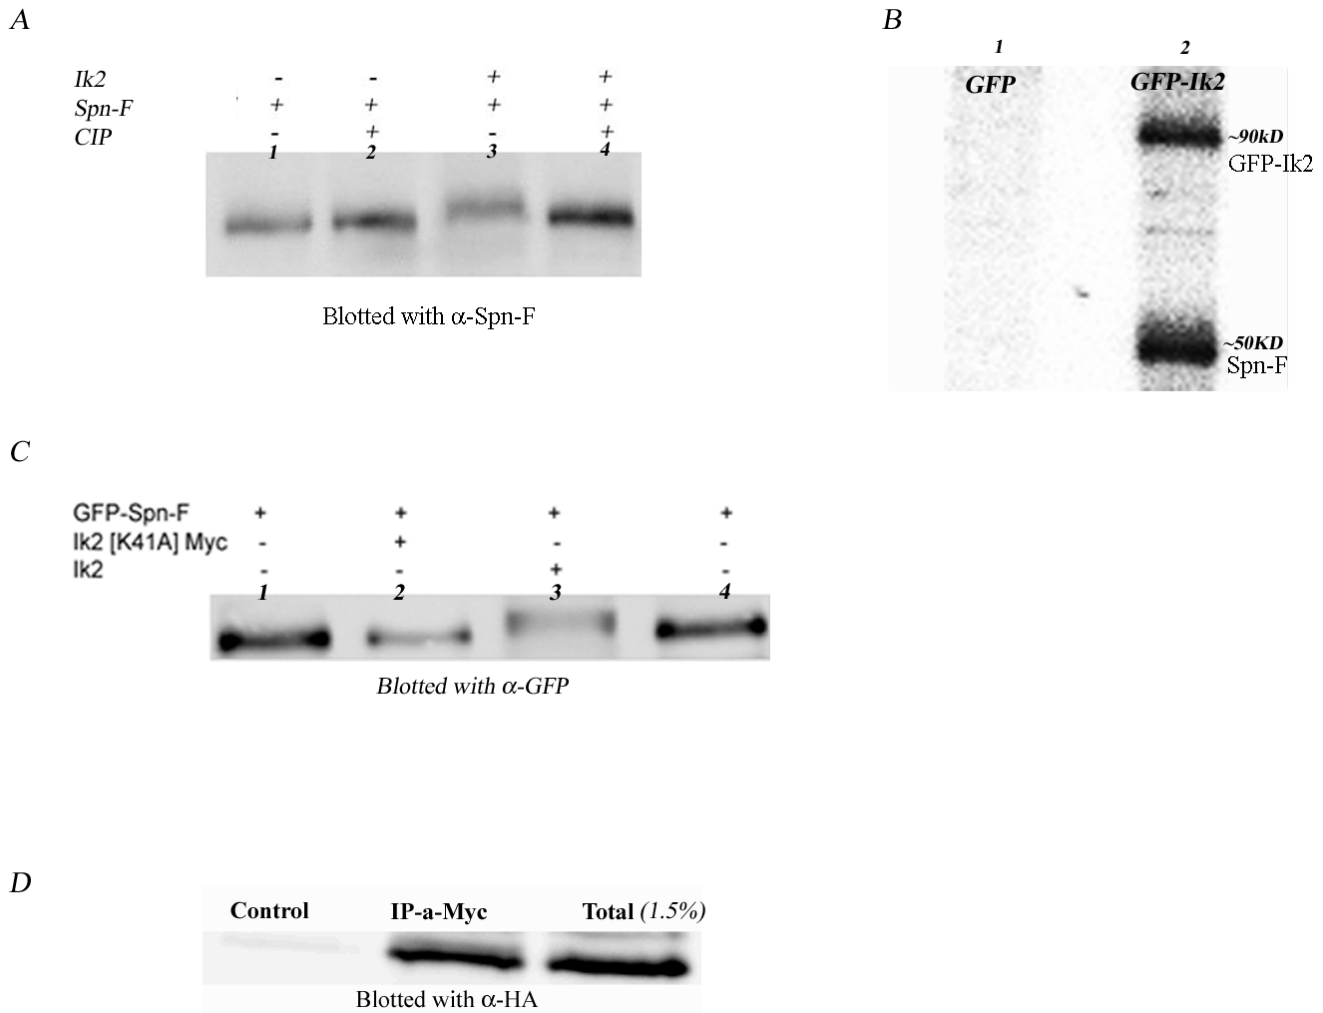 A
Ik2 - - + +
Spn-F + + + +
CIP - + - +
1 2 3 4
Blotted with α-Spn-F
B
1 2
GFP GFP-Ik2
~90kD
GFP-Ik2
~50KD
Spn-F
C
GFP-Spn-F + + + +
Ik2 [K41A] Myc - + - -
Ik2 - - + -
1 2 3 4
Blotted with α-GFP
D
Control IP-a-Myc Total (1.5%)
Blotted with α-HA